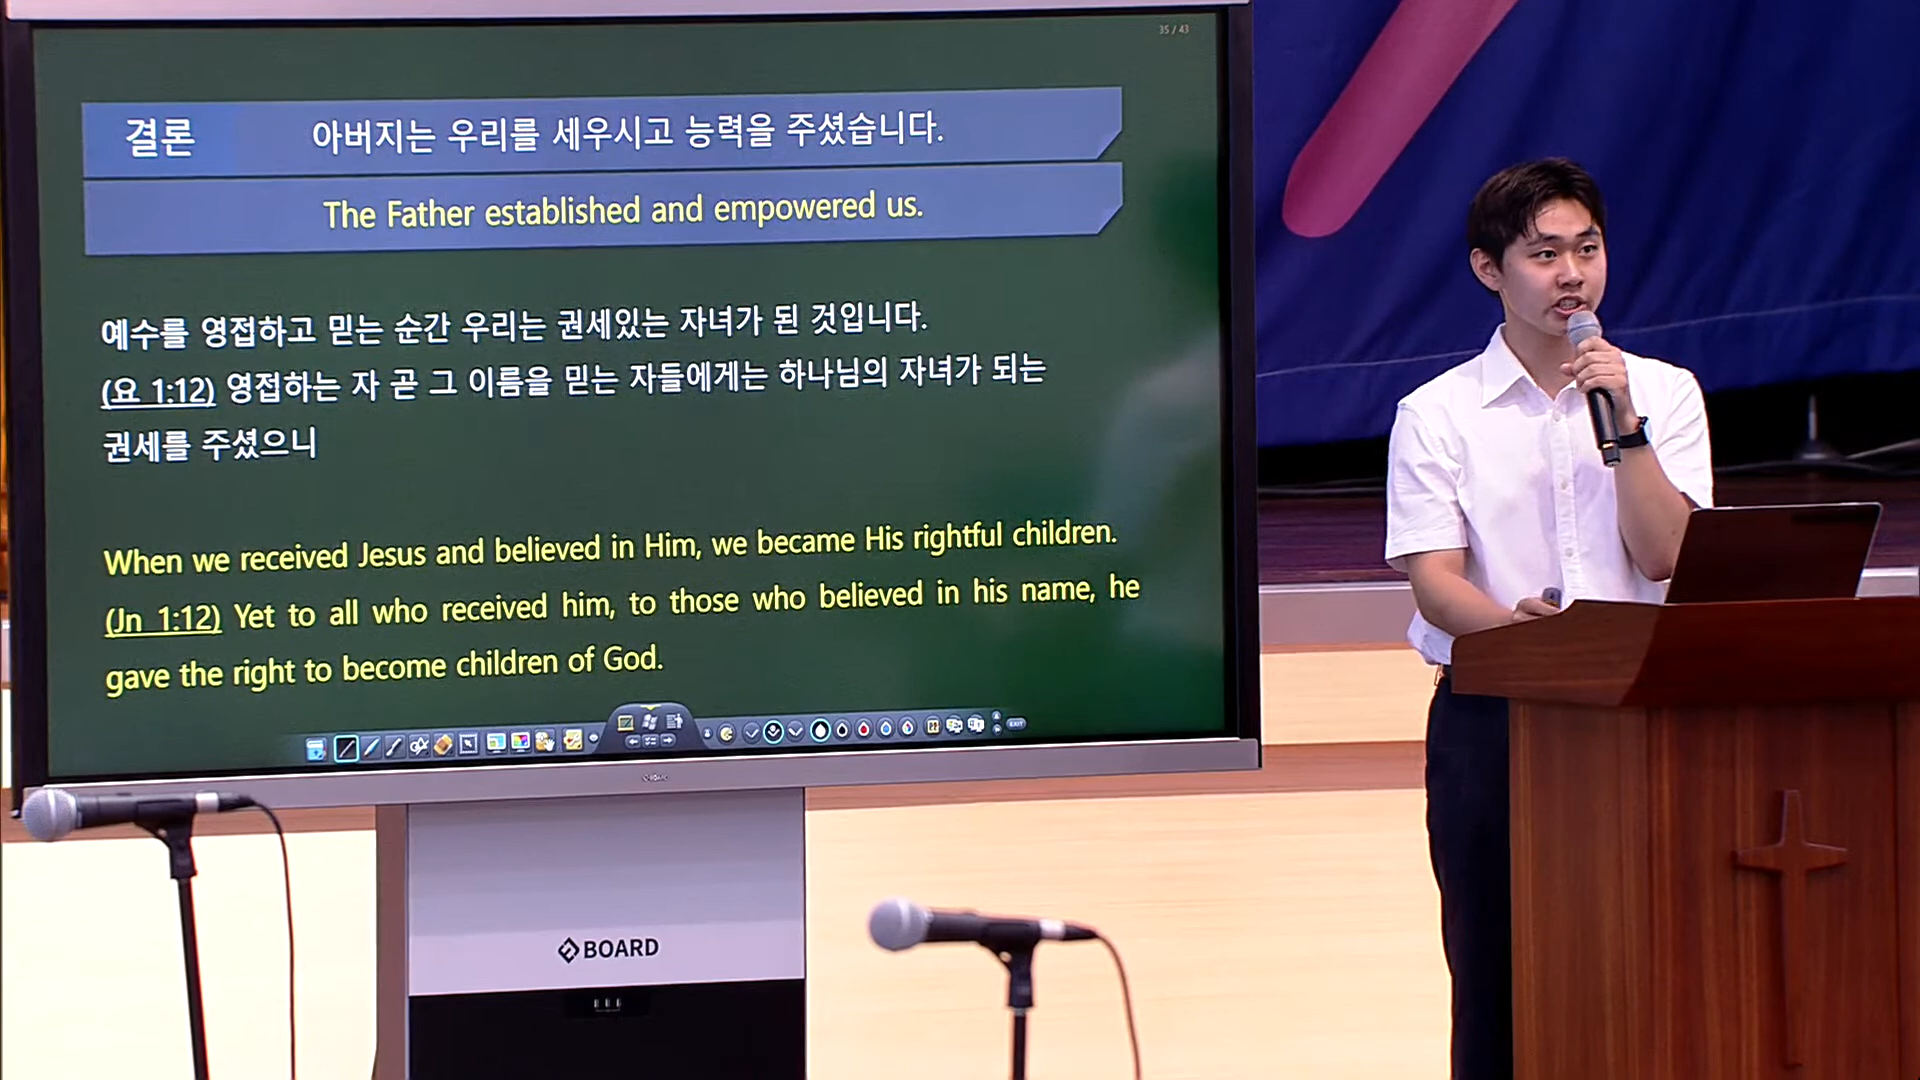 35 / 43
결론 아버지는 우리를 세우시고 능력을 주셨습니다.
The Father established and empowered us.
예수를 영접하고 믿는 순간 우리는 권세있는 자녀가 된 것입니다.
(요 1:12) 영접하는 자 곧 그 이름을 믿는 자들에게는 하나님의 자녀가 되는
권세를 주셨으니
When we received Jesus and believed in Him, we became His rightful children.
(Jn 1:12) Yet to all who received him, to those who believed in his name, he
gave the right to become children of God.
EXIT
BOARD